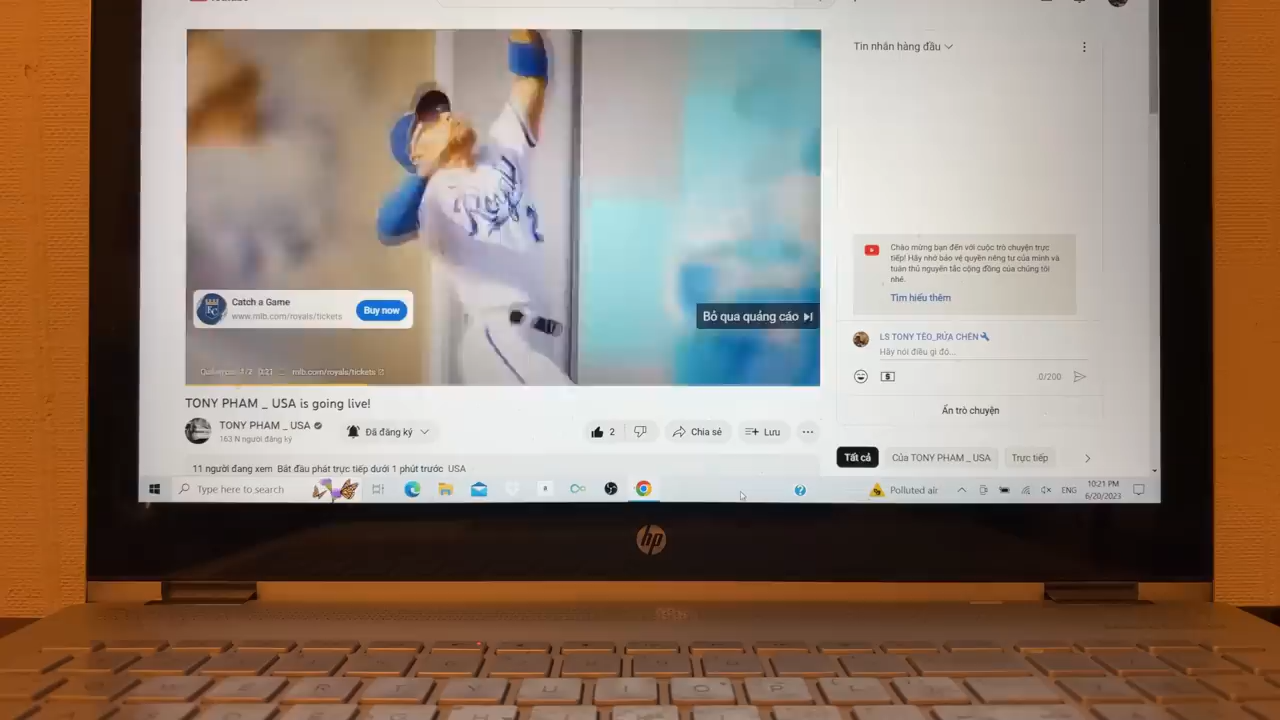 Tin nhắn hàng đầu
Royals
Catch a Game
www.mlb.com/royals/tickets
Buy now
Bỏ qua quảng cáo
mlb.com/royals/tickets
TONY PHAM _ USA is going live!
TONY PHAM _ USA
163 N người đăng ký
Đã đăng ký
2
Chia sẻ
Lưu
11 người đang xem Bắt đầu phát trực tiếp dưới 1 phút trước USA
Chào mừng bạn đến với cuộc trò chuyện trực
tiếp! Hãy nhớ bảo vệ quyền riêng tư của mình và
tuân thủ nguyên tắc cộng đồng của chúng tôi
nhé.
Tìm hiểu thêm
LS TONY TÈO_RỬA CHÉN
Hãy nói điều gì đó...
0/200
Ẩn trò chuyện
Tất cả
Của TONY PHAM _ USA
Trực tiếp
Type here to search
Polluted air
ENG
10:21 PM
6/20/2023
hp